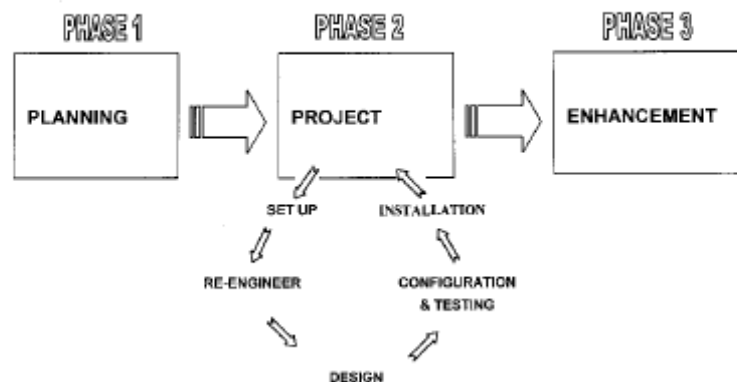 PHASE 1
PHASE 2
PHASE 3
PLANNING
PROJECT
ENHANCEMENT
SET UP
INSTALLATION
RE-ENGINEER
CONFIGURATION
& TESTING
DESIGN